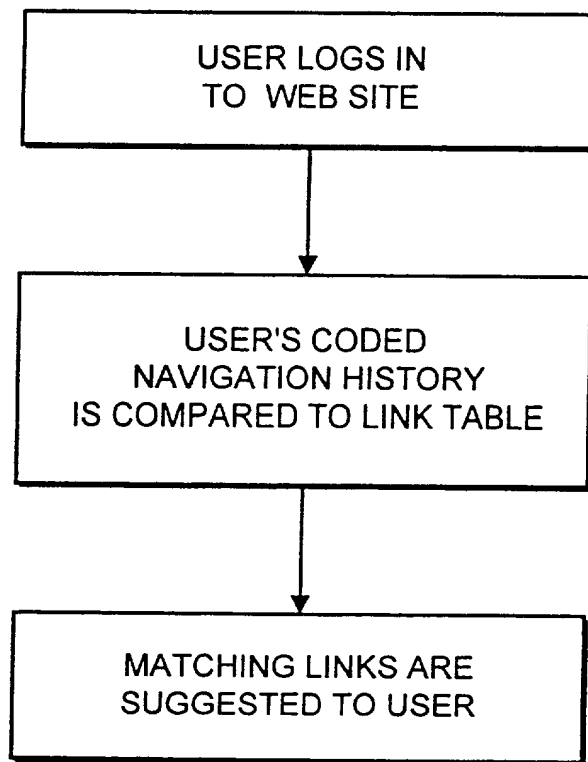 USER LOGS IN
TO WEB SITE
USER'S CODED
NAVIGATION HISTORY
IS COMPARED TO LINK TABLE
MATCHING LINKS ARE
SUGGESTED TO USER